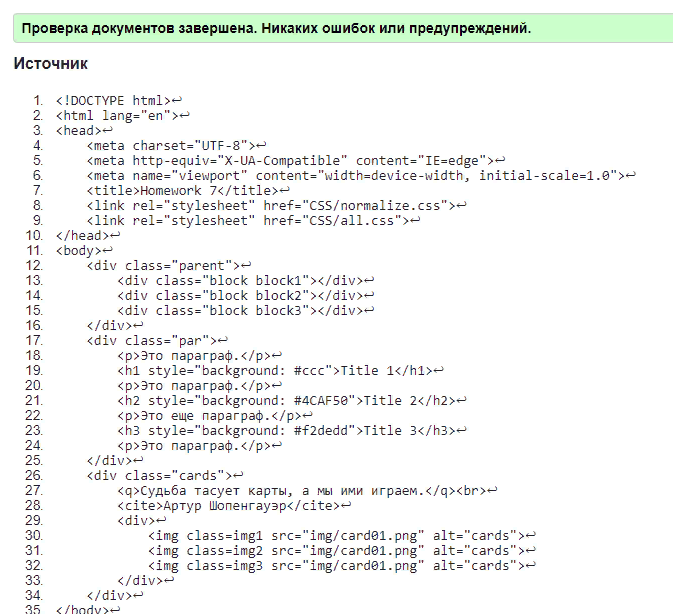 Проверка документов завершена. Никаких ошибок или предупреждений.
Источник
1. <!DOCTYPE html>↩
2. <html lang="en">↩
3. <head>↩
4.     <meta charset="UTF-8">↩
5.     <meta http-equiv="X-UA-Compatible" content="IE=edge">↩
6.     <meta name="viewport" content="width=device-width, initial-scale=1.0">↩
7.     <title>Homework 7</title>↩
8.     <link rel="stylesheet" href="CSS/normalize.css">↩
9.     <link rel="stylesheet" href="CSS/all.css">↩
10. </head>↩
11. <body>↩
12.     <div class="parent">↩
13.         <div class="block block1"></div>↩
14.         <div class="block block2"></div>↩
15.         <div class="block block3"></div>↩
16.     </div>↩
17.     <div class="par">↩
18.         <p>Это параграф.</p>↩
19.         <h1 style="background: #ccc">Title 1</h1>↩
20.         <p>Это параграф.</p>↩
21.         <h2 style="background: #4CAF50">Title 2</h2>↩
22.         <p>Это еще параграф.</p>↩
23.         <h3 style="background: #f2dedd">Title 3</h3>↩
24.         <p>Это параграф.</p>↩
25.     </div>↩
26.     <div class="cards">↩
27.         <q>Судьба тасует карты, а мы ими играем.</q><br>↩
28.         <cite>Артур Шопенгауэр</cite>↩
29.         <div>↩
30.             <img class=img1 src="img/card01.png" alt="cards">↩
31.             <img class=img2 src="img/card01.png" alt="cards">↩
32.             <img class=img3 src="img/card01.png" alt="cards">↩
33.         </div>↩
34.     </div>↩
35. </body>↩